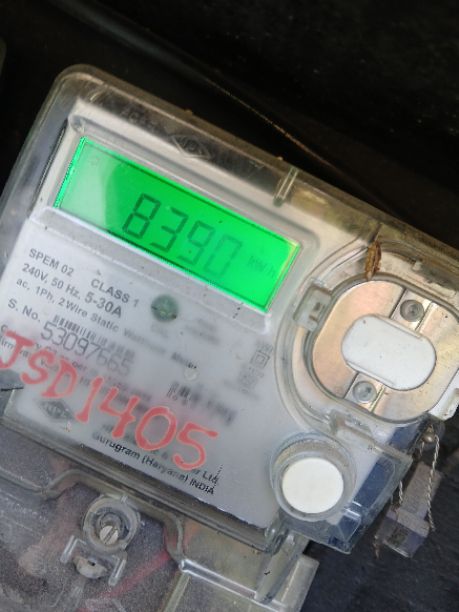 8390 kWh
SPEM 02 CLASS 1
240V, 50 Hz, 5-30A
ac, 1Ph, 2Wire Static
S. No. 53097665
JSD1405
Gurugram (Haryana) INDIA